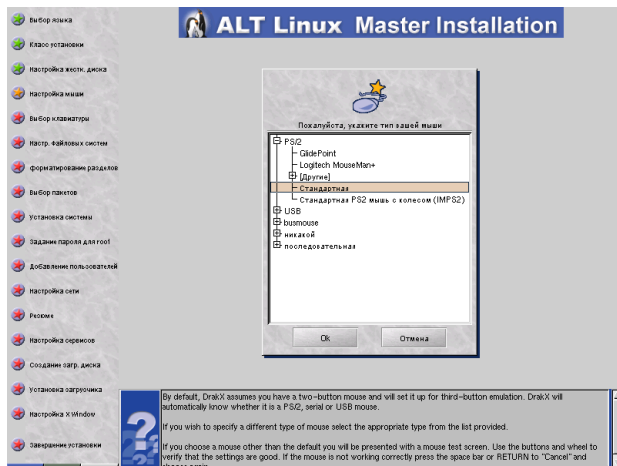 ALT Linux Master Installation
Выбор языка
Класс установки
Настройка жестк. диска
Настройка мыши
Выбор клавиатуры
Настр. файловых систем
форматирование разделов
Выбор пакетов
Установка системы
Задание пароля для root
Добавление пользователей
Настройка сети
Резюме
Настройка сервисов
Создание загр. диска
Установка загрузчика
Настройка X Window
Завершение установки
Пожалуйста, укажите тип вашей мыши
PS/2
GlidePoint
Logitech MouseMan+
[Другие]
Стандартная
Стандартная PS2 мышь с колесом (IMPS2)
USB
busmouse
никакой
последовательная
Ok
Отмена
By default, DrakX assumes you have a two-button mouse and will set it up for third-button emulation. DrakX will
automatically know whether it is a PS/2, serial or USB mouse.
If you wish to specify a different type of mouse select the appropriate type from the list provided.
If you choose a mouse other than the default you will be presented with a mouse test screen. Use the buttons and wheel to
verify that the settings are good. If the mouse is not working correctly press the space bar or RETURN to "Cancel" and